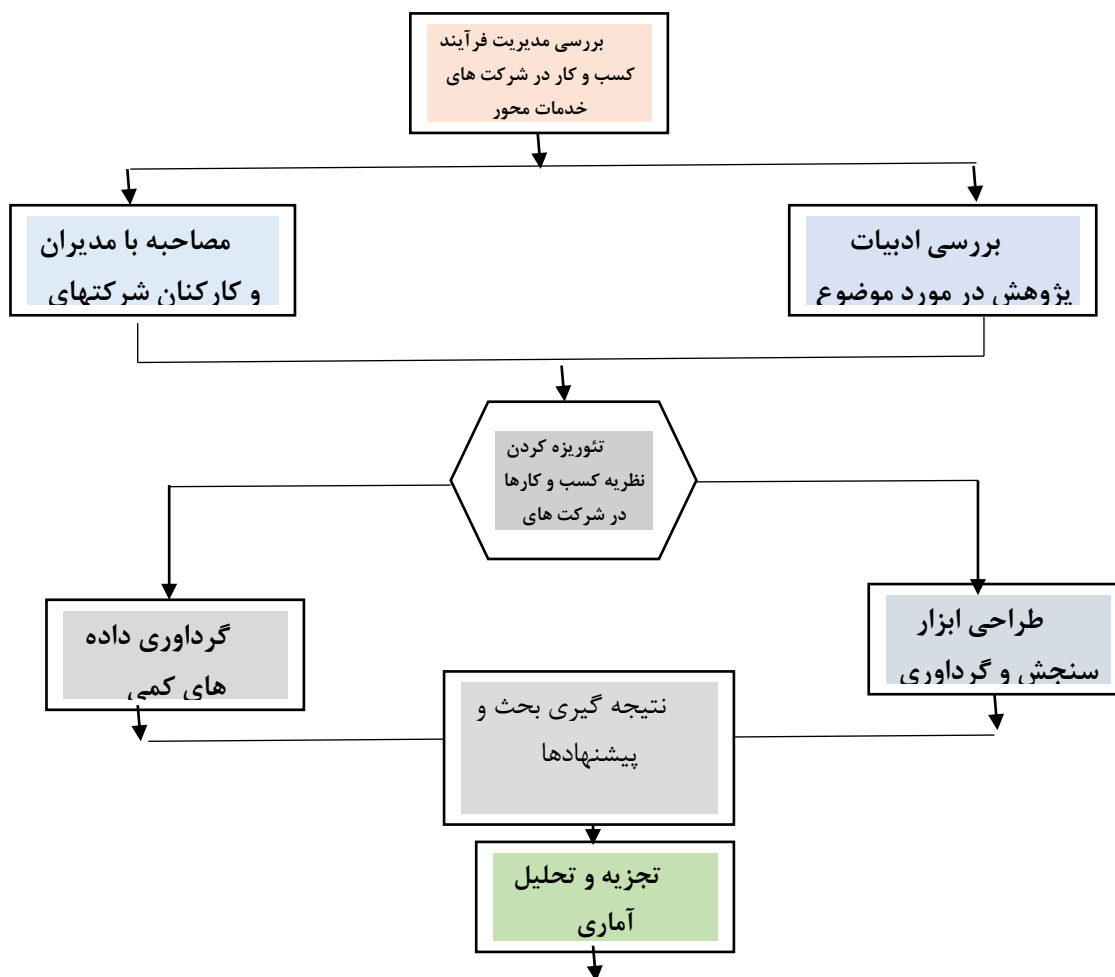 بررسی مدیریت فرآیند
کسب و کار در شرکت های
خدمات محور
بررسی ادبیات
پژوهش در مورد موضوع
مصاحبه با مدیران
و کارکنان شرکتهای
تئوریزه کردن
نظریه کسب و کارها
در شرکت های
طراحی ابزار
سنجش و گرداوری
گرداوری داده
های کمی
نتیجه گیری بحث و
پیشنهادها
تجزیه و تحلیل
آماری